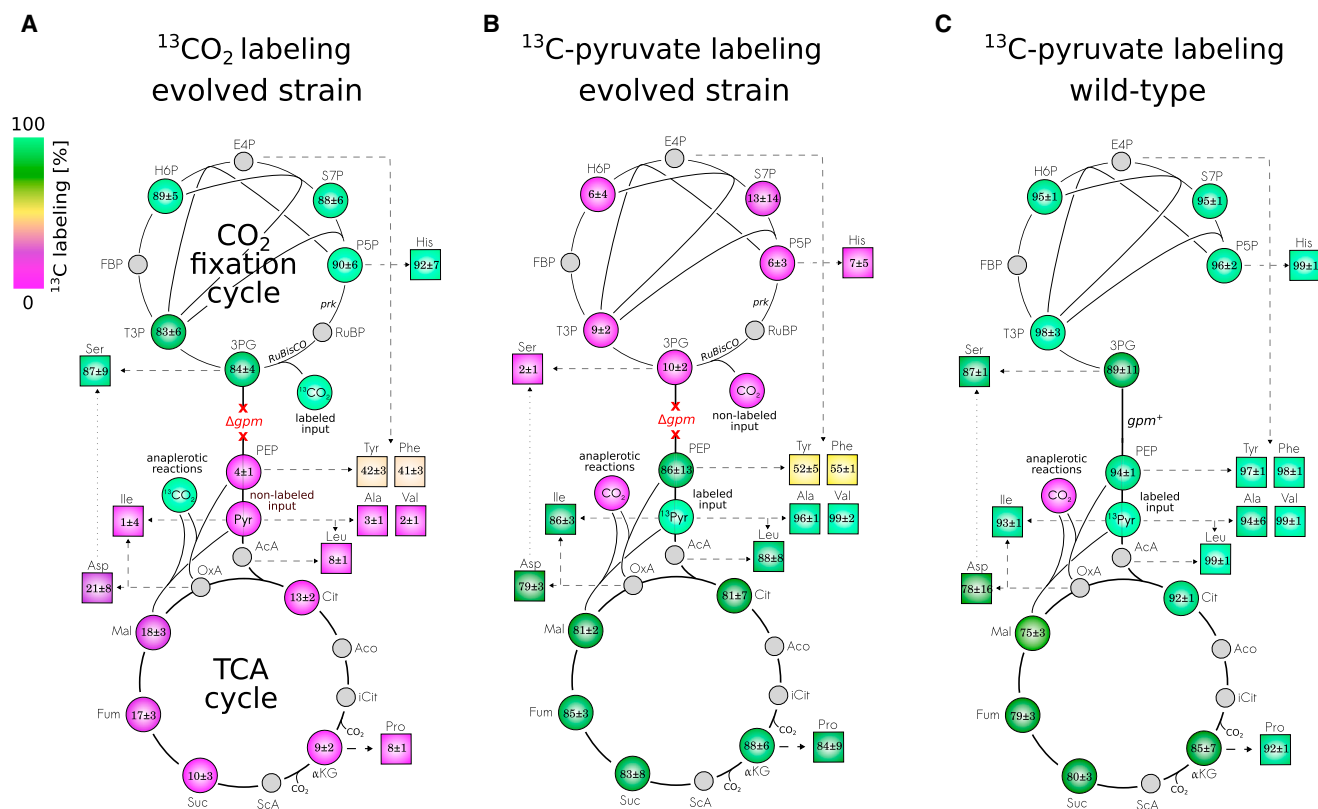 A
¹³CO₂ labeling
evolved strain
100
¹³C labeling [%]
0
E4P
H6P
89±5
S7P
88±6
CO₂
fixation
cycle
FBP
P5P
90±6
His
92±7
prk
T3P
83±6
RuBP
3PG
84±4
RuBisCO
Ser
87±9
¹³CO₂
labeled
input
x
Δgpm
x
PEP
4±1
Tyr
42±3
Phe
41±3
anaplerotic
reactions
¹³CO₂
non-labeled
input
Ile
1±4
Pyr
Ala
3±1
Val
2±1
Leu
8±1
AcA
Asp
21±8
OxA
13±2
Cit
Mal
18±3
Aco
TCA
cycle
iCit
Fum
17±3
CO₂
9±2
αKG
Pro
8±1
CO₂
10±3
Suc
ScA
B
¹³C-pyruvate labeling
evolved strain
E4P
H6P
6±4
S7P
13±14
FBP
P5P
6±3
His
7±5
prk
T3P
9±2
RuBP
3PG
10±2
RuBisCO
Ser
2±1
CO₂
non-labeled
input
x
Δgpm
x
PEP
86±13
Tyr
52±5
Phe
55±1
anaplerotic
reactions
CO₂
labeled
input
Ile
86±3
¹³Pyr
Ala
96±1
Val
99±2
Leu
88±8
AcA
Asp
79±3
OxA
81±7
Cit
Mal
81±2
Aco
iCit
Fum
85±3
CO₂
88±6
αKG
Pro
84±9
CO₂
83±8
Suc
ScA
C
¹³C-pyruvate labeling
wild-type
E4P
H6P
95±1
S7P
95±1
FBP
P5P
96±2
His
99±1
T3P
98±3
3PG
89±11
Ser
87±1
gpm⁺
PEP
94±1
Tyr
97±1
Phe
98±1
anaplerotic
reactions
CO₂
labeled
input
Ile
93±1
¹³Pyr
Ala
94±6
Val
99±1
Leu
99±1
AcA
Asp
78±16
OxA
92±1
Cit
Mal
75±3
Aco
iCit
Fum
79±3
CO₂
85±7
αKG
Pro
92±1
CO₂
80±3
Suc
ScA